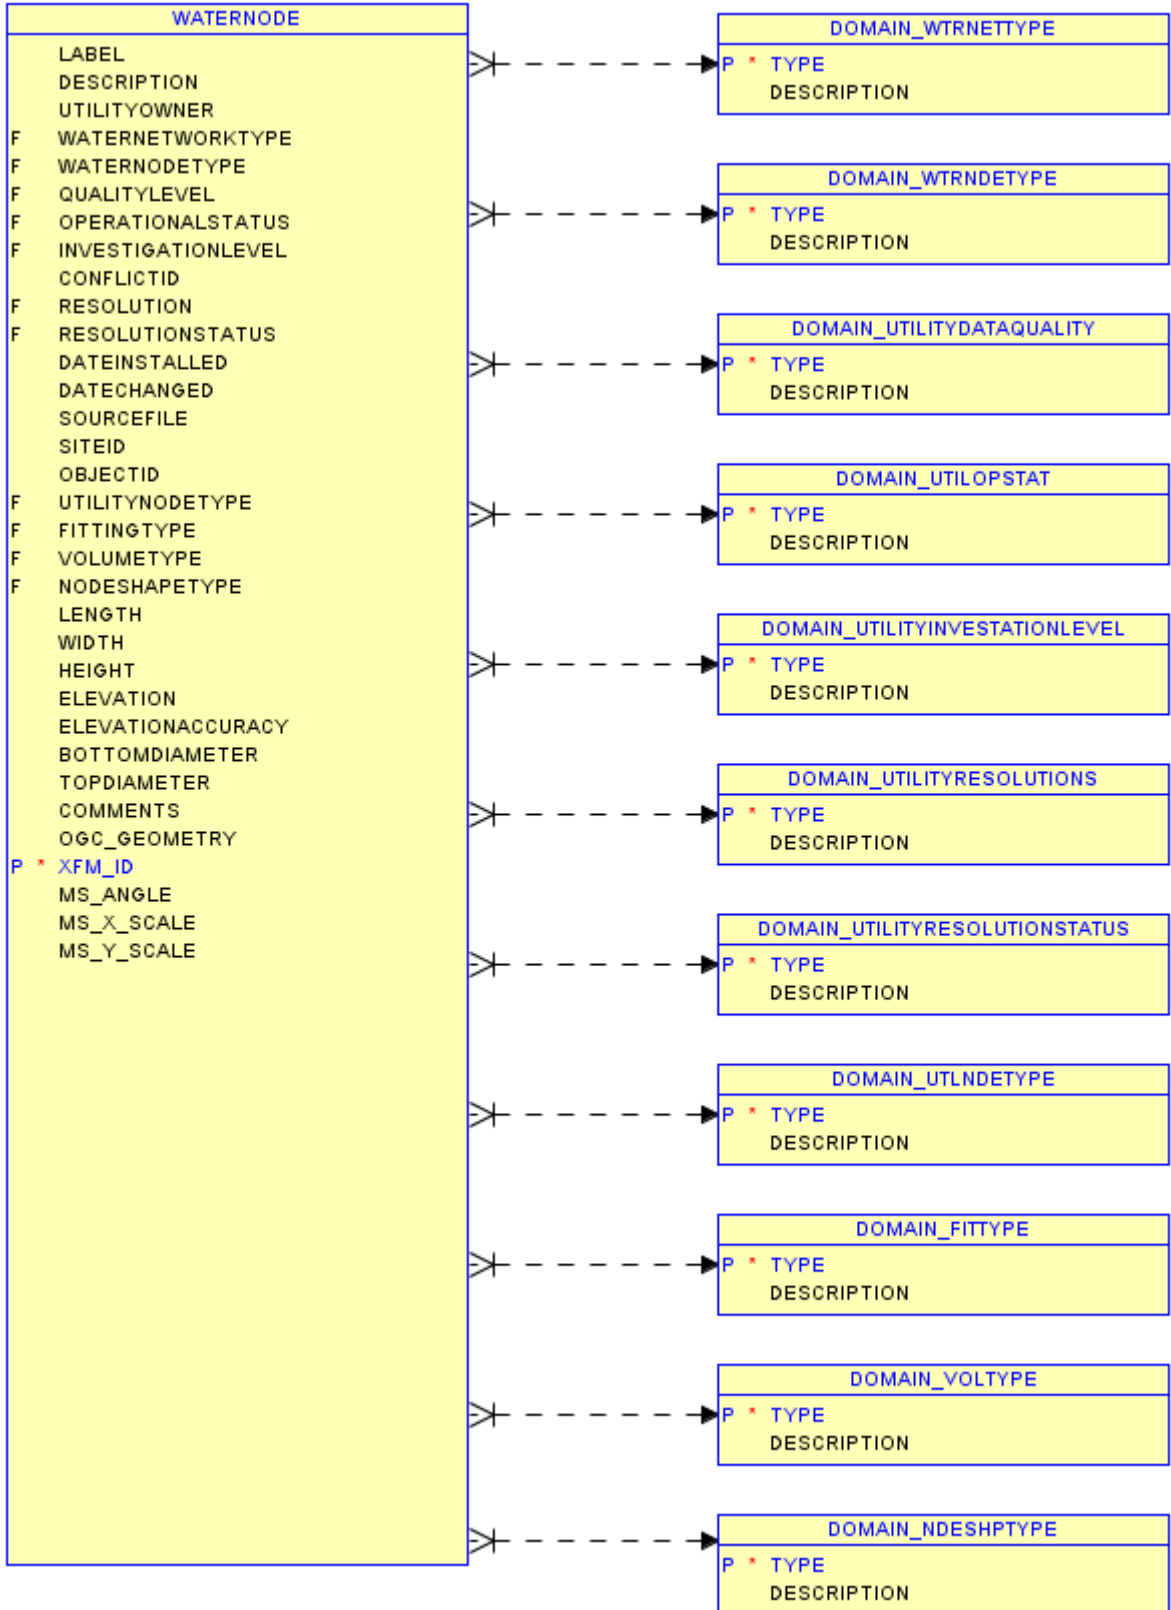 WATERNODE
LABEL
DESCRIPTION
UTILITYOWNER
F WATERNETWORKTYPE
F WATERNODETYPE
F QUALITYLEVEL
F OPERATIONALSTATUS
F INVESTIGATIONLEVEL
CONFLICTID
F RESOLUTION
F RESOLUTIONSTATUS
DATEINSTALLED
DATECHANGED
SOURCEFILE
SITEID
OBJECTID
F UTILITYNODETYPE
F FITTINGTYPE
F VOLUMETYPE
F NODESHAPETYPE
LENGTH
WIDTH
HEIGHT
ELEVATION
ELEVATIONACCURACY
BOTTOMDIAMETER
TOPDIAMETER
COMMENTS
OGC_GEOMETRY
P * XFM_ID
MS_ANGLE
MS_X_SCALE
MS_Y_SCALE
DOMAIN_WTRNETTYPE
P * TYPE
DESCRIPTION
DOMAIN_WTRNDETYPE
P * TYPE
DESCRIPTION
DOMAIN_UTILITYDATAQUALITY
P * TYPE
DESCRIPTION
DOMAIN_UTILOPSTAT
P * TYPE
DESCRIPTION
DOMAIN_UTILITYINVESTATIONLEVEL
P * TYPE
DESCRIPTION
DOMAIN_UTILITYRESOLUTIONS
P * TYPE
DESCRIPTION
DOMAIN_UTILITYRESOLUTIONSTATUS
P * TYPE
DESCRIPTION
DOMAIN_UTLNDETYPE
P * TYPE
DESCRIPTION
DOMAIN_FITTYPE
P * TYPE
DESCRIPTION
DOMAIN_VOLTYPE
P * TYPE
DESCRIPTION
DOMAIN_NDESHPTYPE
P * TYPE
DESCRIPTION